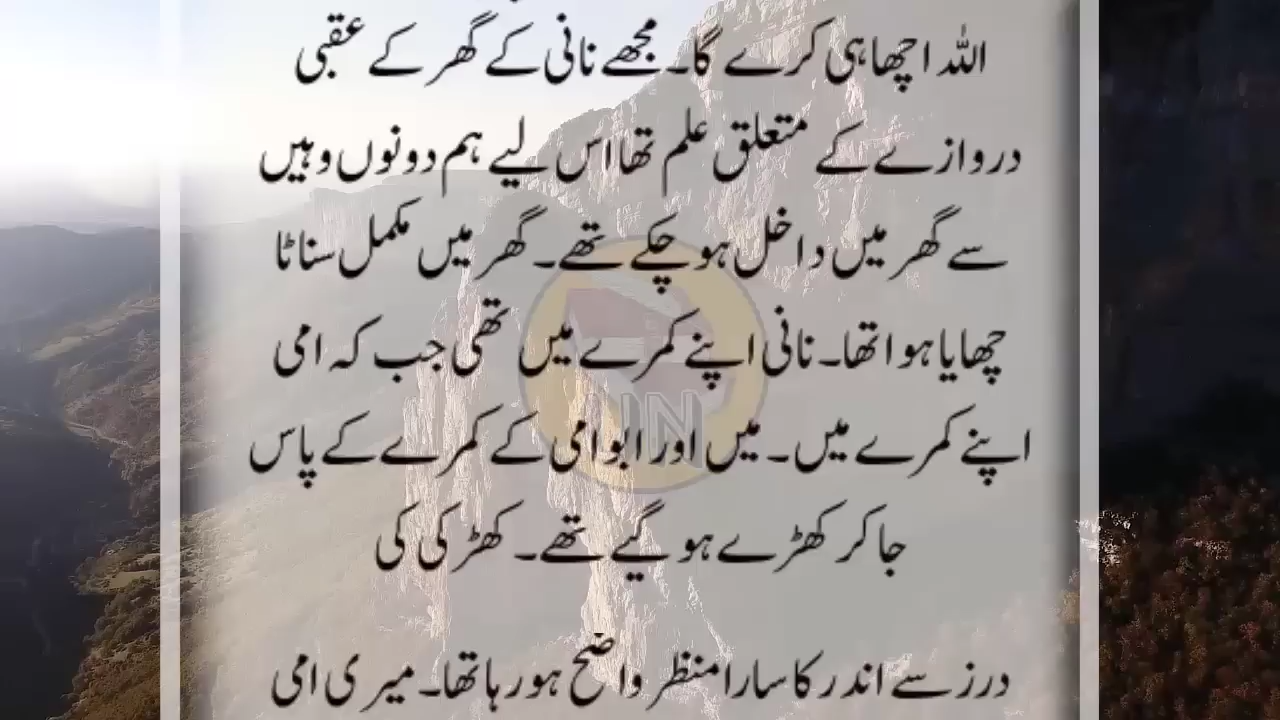 اللہ اچھا ہی کرے گا۔ مجھے نانی کے گھر کے عقبی
دروازے کے متعلق علم تھا اس لیے ہم دونوں وہیں
سے گھر میں داخل ہو چکے تھے۔ گھر میں مکمل سناٹا
چھایا ہوا تھا۔ نانی اپنے کمرے میں تھی جب کہ امی
اپنے کمرے میں۔ میں اور ابو امی کے کمرے کے پاس
جا کر کھڑے ہو گیے تھے۔ کھڑکی کی
درز سے اندر کا سارا منظر واضح ہو رہا تھا۔ میری امی
JN